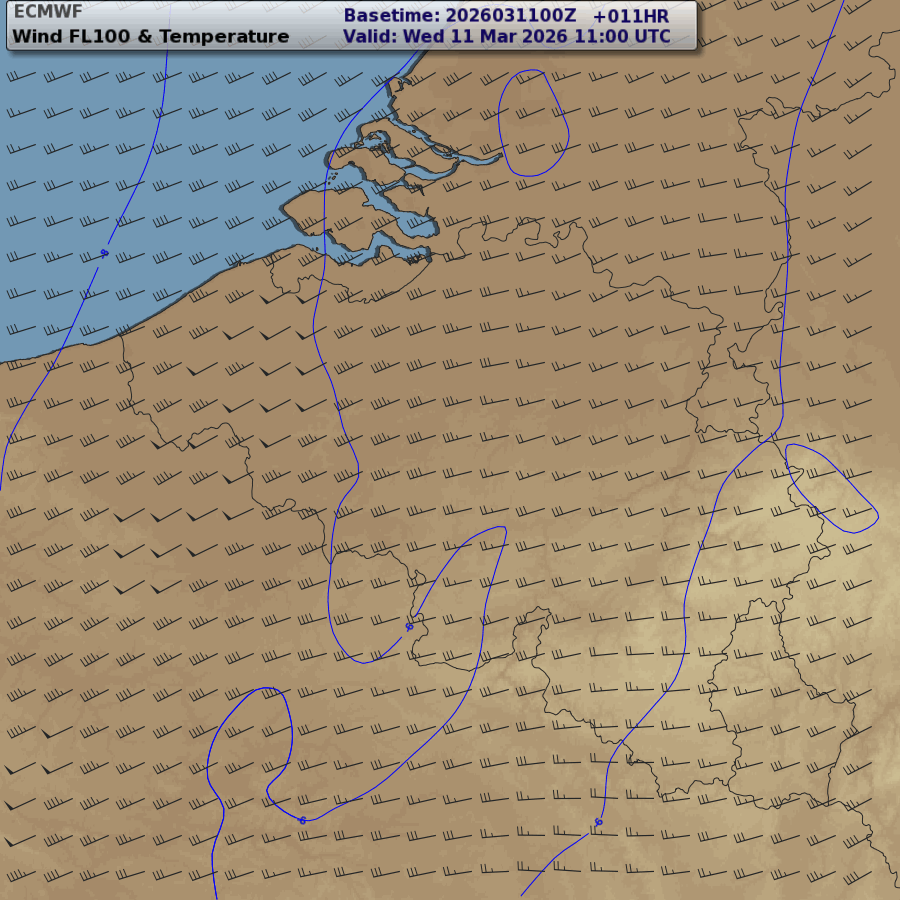 ECMWF
Basetime: 2026031100Z +011HR
Wind FL100 & Temperature
Valid: Wed 11 Mar 2026 11:00 UTC